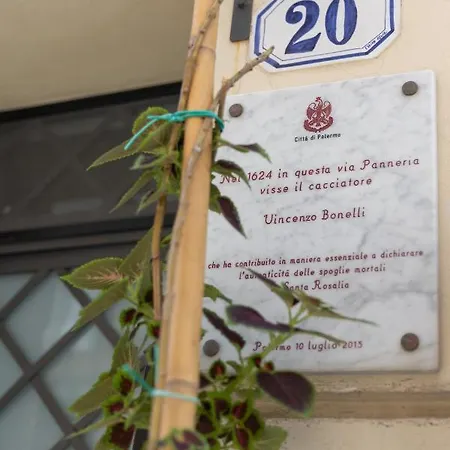 20
Città di Palermo
Nel 1624 in questa via Panneria
visse il cacciatore
Vincenzo Bonelli
che ha contribuito in maniera essenziale a dichiarare
l'autenticità delle spoglie mortali
Santa Rosalia
Palermo 10 luglio 2015